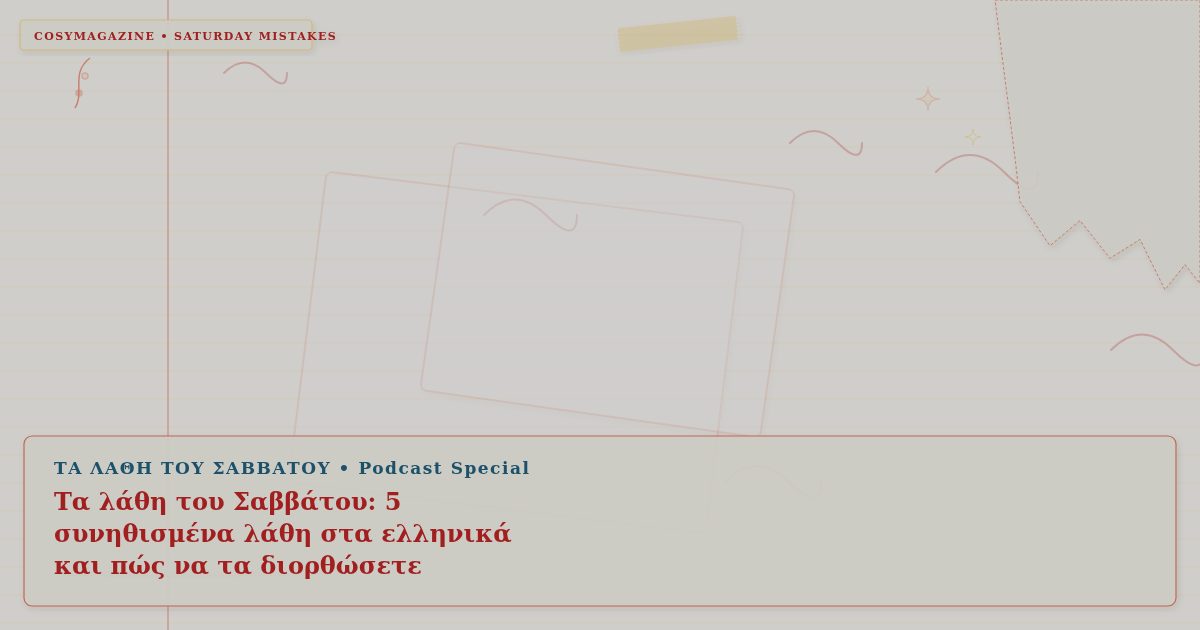 COSYMAGAZINE • SATURDAY MISTAKES
ΤΑ ΛΑΘΗ ΤΟΥ ΣΑΒΒΑΤΟΥ • Podcast Special
Τα λάθη του Σαββάτου: 5
συνηθισμένα λάθη στα ελληνικά
και πώς να τα διορθώσετε